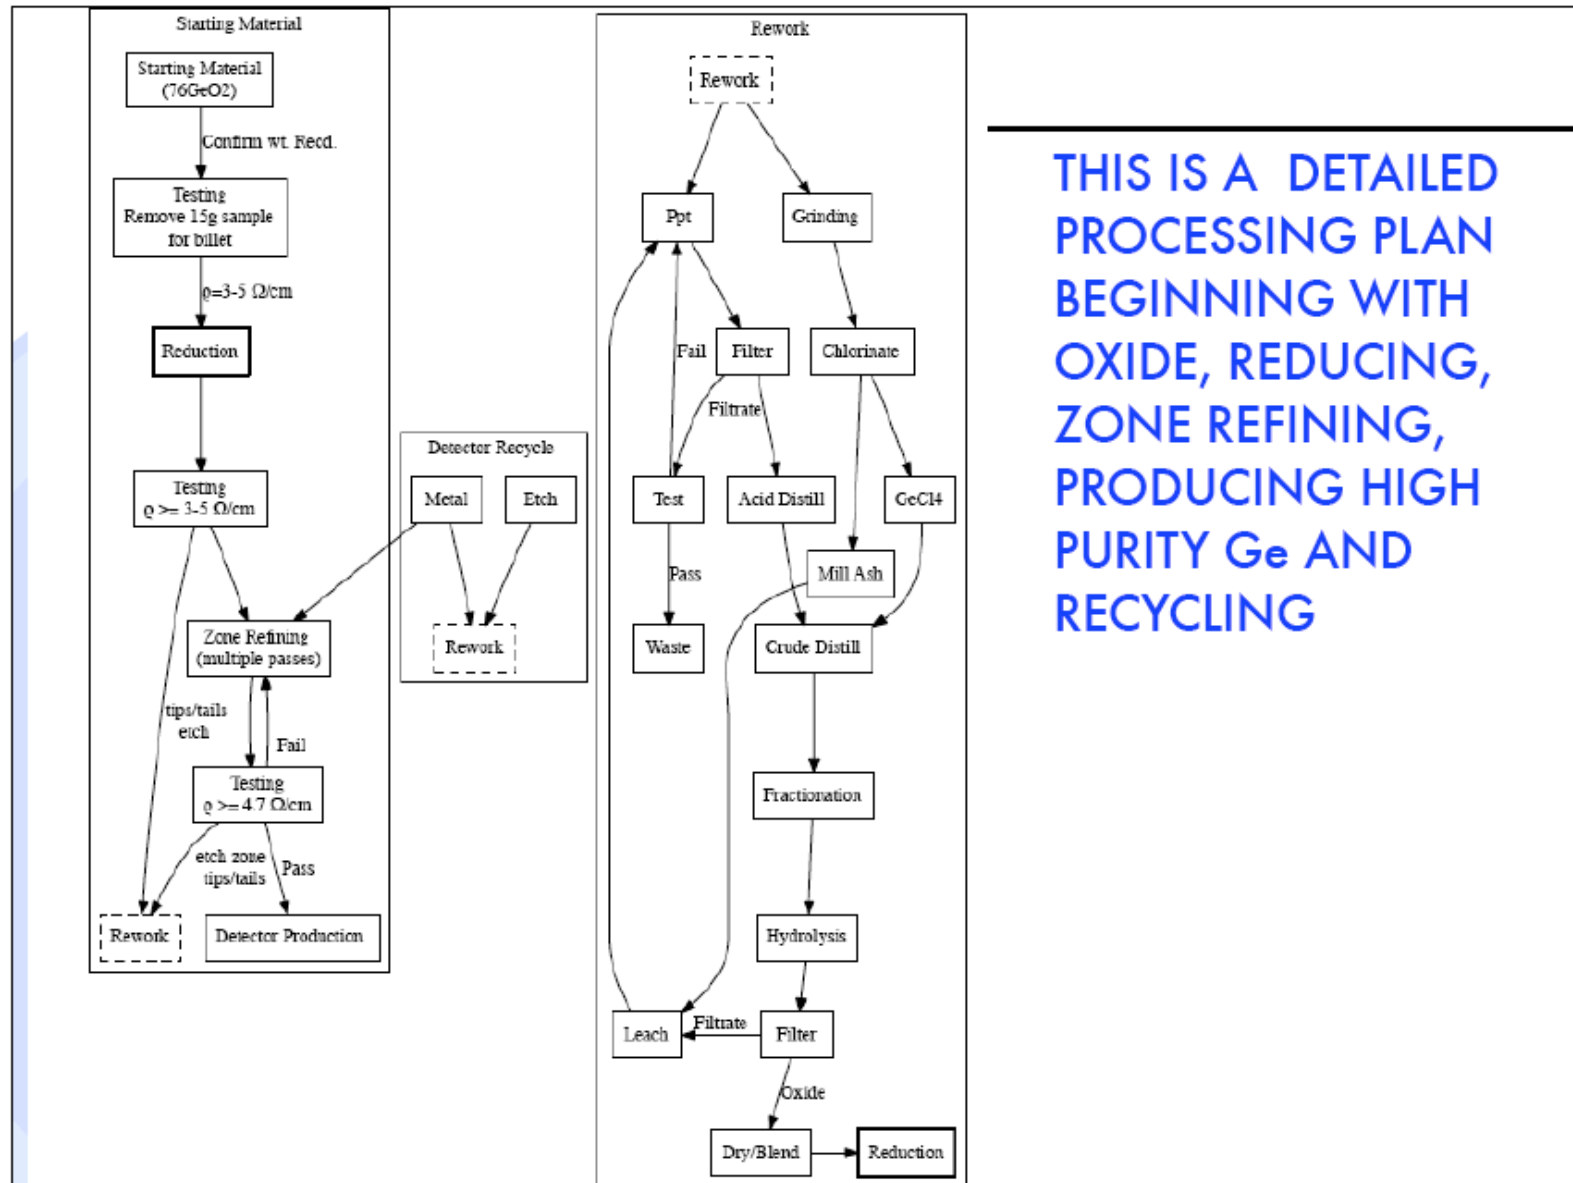 Starting Material
Starting Material
(76GeO2)
Confirm wt. Recd.
Testing
Remove 15g sample
for billet
ϱ=3-5 Ω/cm
Reduction
Testing
ϱ >= 3-5 Ω/cm
Zone Refining
(multiple passes)
tips/tails
etch
Fail
Testing
ϱ >= 4.7 Ω/cm
etch zone
tips/tails
Pass
Rework
Detector Production
Detector Recycle
Metal
Etch
Rework
Rework
Rework
Ppt
Grinding
Fail
Filter
Chlorinate
Filtrate
Test
Acid Distill
GeCl4
Pass
Mill Ash
Waste
Crude Distill
Fractionation
Hydrolysis
Leach
Filtrate
Filter
Oxide
Dry/Blend
Reduction
THIS IS A DETAILED
PROCESSING PLAN
BEGINNING WITH
OXIDE, REDUCING,
ZONE REFINING,
PRODUCING HIGH
PURITY Ge AND
RECYCLING